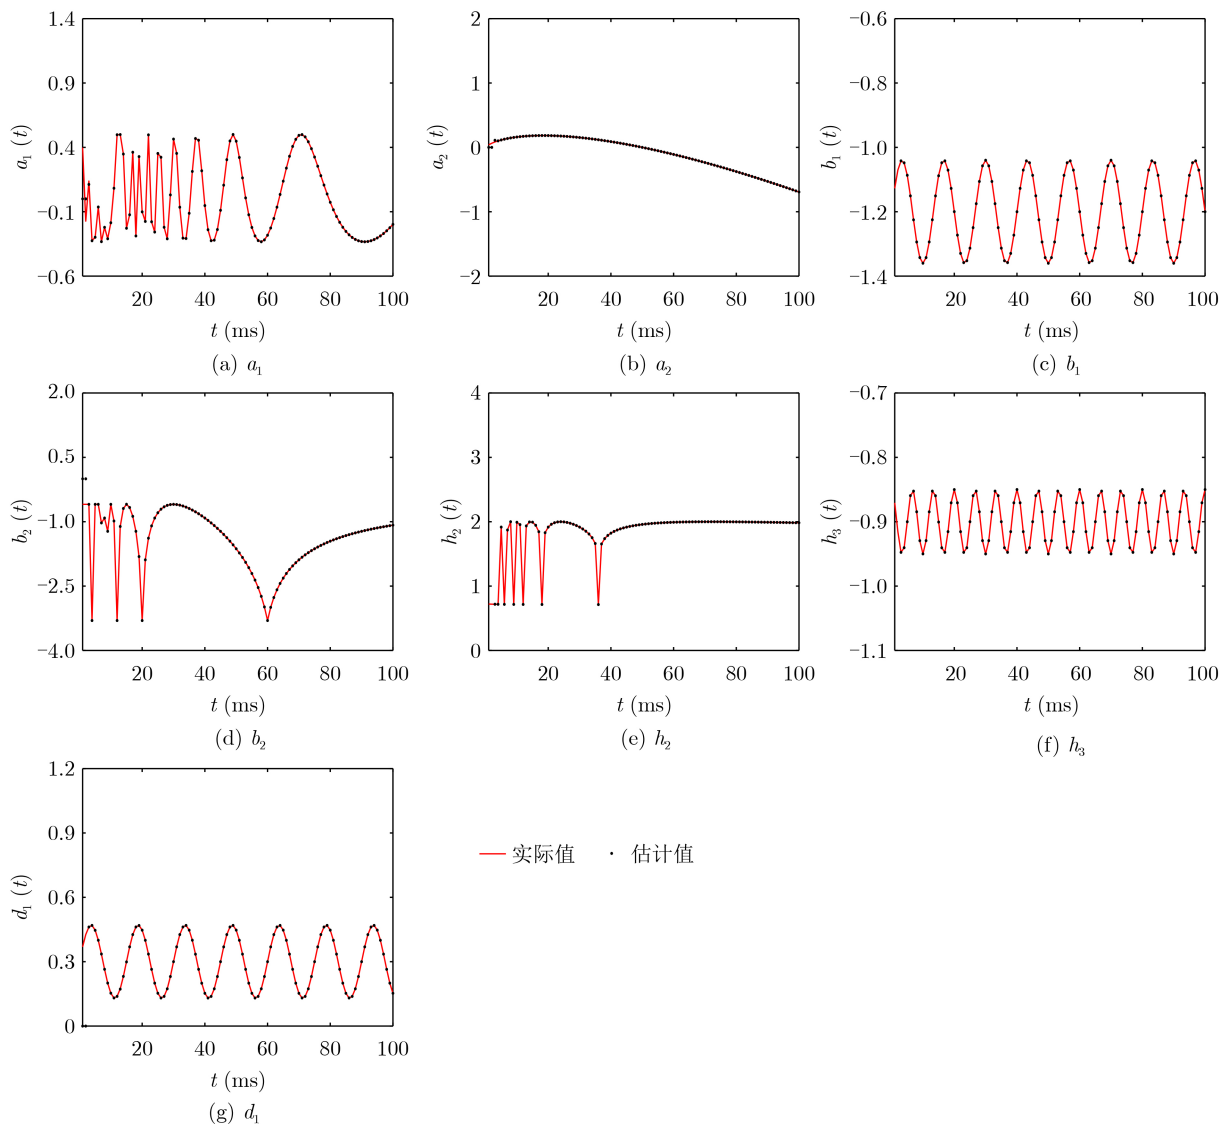 1.4
0.9
0.4
−0.1
−0.6
a₁ (t)
20 40 60 80 100
t (ms)
(a) a₁
2
1
0
−1
−2
a₂ (t)
20 40 60 80 100
t (ms)
(b) a₂
−0.6
−0.8
−1.0
−1.2
−1.4
b₁ (t)
20 40 60 80 100
t (ms)
(c) b₁
2.0
0.5
−1.0
−2.5
−4.0
b₂ (t)
20 40 60 80 100
t (ms)
(d) b₂
4
3
2
1
0
h₂ (t)
20 40 60 80 100
t (ms)
(e) h₂
−0.7
−0.8
−0.9
−1.0
−1.1
h₃ (t)
20 40 60 80 100
t (ms)
(f) h₃
1.2
0.9
0.6
0.3
0
d₁ (t)
20 40 60 80 100
t (ms)
(g) d₁
实际值 估计值